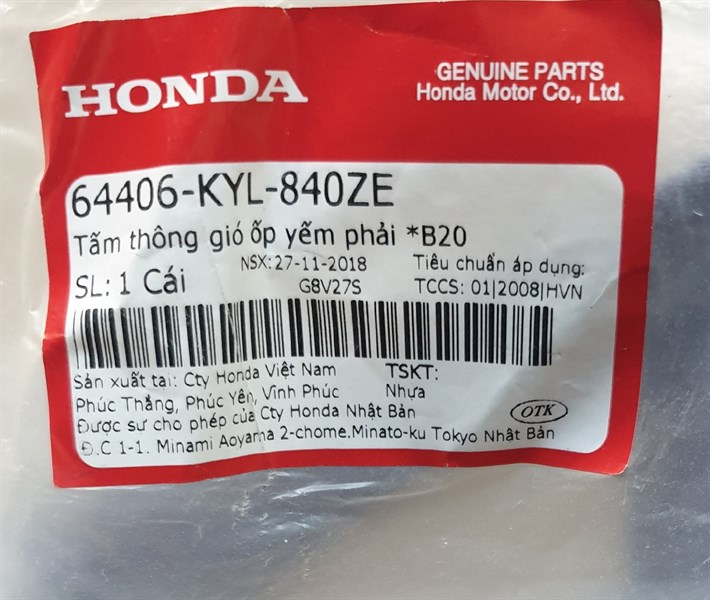 HONDA
GENUINE PARTS
Honda Motor Co., Ltd.
64406-KYL-840ZE
Tấm thông gió ốp yếm phải *B20
NSX:27-11-2018 Tiêu chuẩn áp dụng:
SL: 1 Cái G8V27S TCCS: 01|2008|HVN
Sản xuất tại: Cty Honda Việt Nam TSKT:
Phúc Thắng, Phúc Yên, Vĩnh Phúc Nhựa
Được sự cho phép của Cty Honda Nhật Bản
OTK
Đ.C 1-1. Minami Aoyama 2-chome.Minato-ku Tokyo Nhật Bản